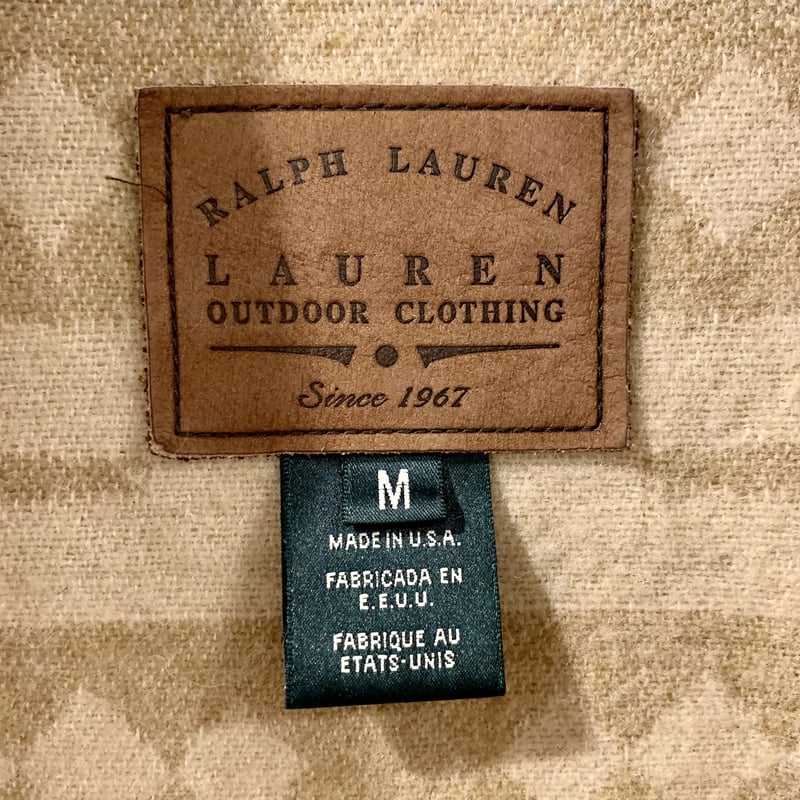 RALPH LAUREN
LAUREN
OUTDOOR CLOTHING
Since 1967
M
MADE IN U.S.A.
FABRICADA EN
E.E.U.U.
FABRIQUE AU
ETATS-UNIS